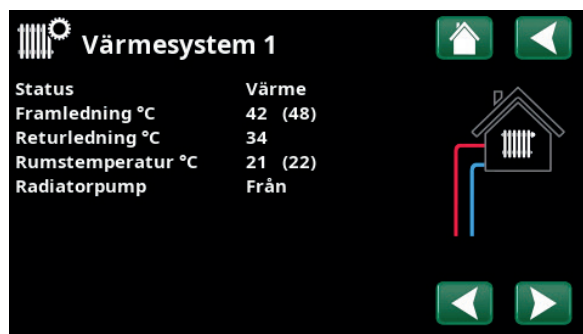 Värmesystem 1
Status Värme
Framledning °C 42 (48)
Returledning °C 34
Rumstemperatur °C 21 (22)
Radiatorpump Från